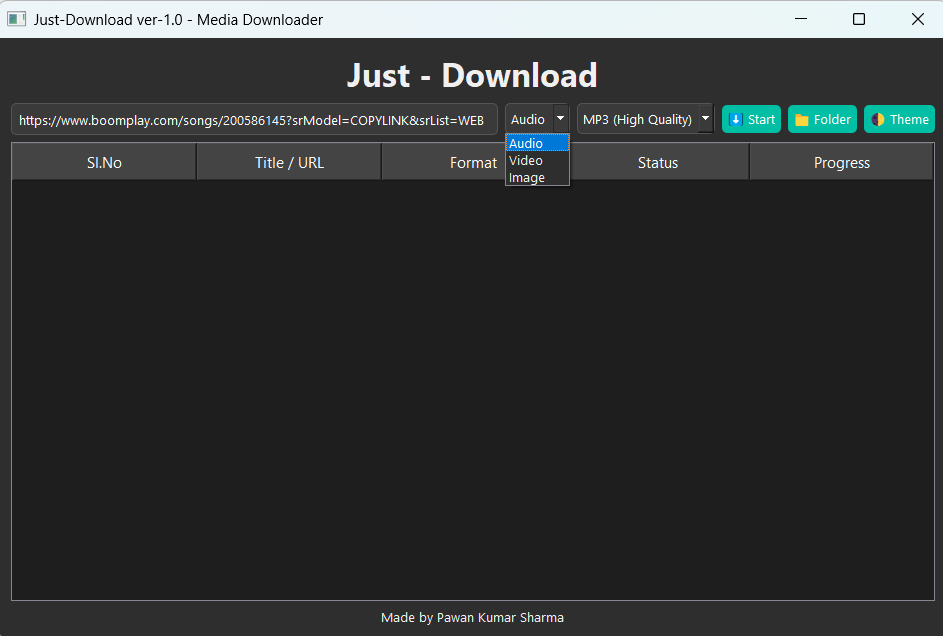 Just-Download ver-1.0 - Media Downloader
Just - Download
https://www.boomplay.com/songs/200586145?srModel=COPYLINK&srList=WEB Audio MP3 (High Quality) Start Folder Theme
Audio
Video
Image
Sl.No Title / URL Format Status Progress
Made by Pawan Kumar Sharma